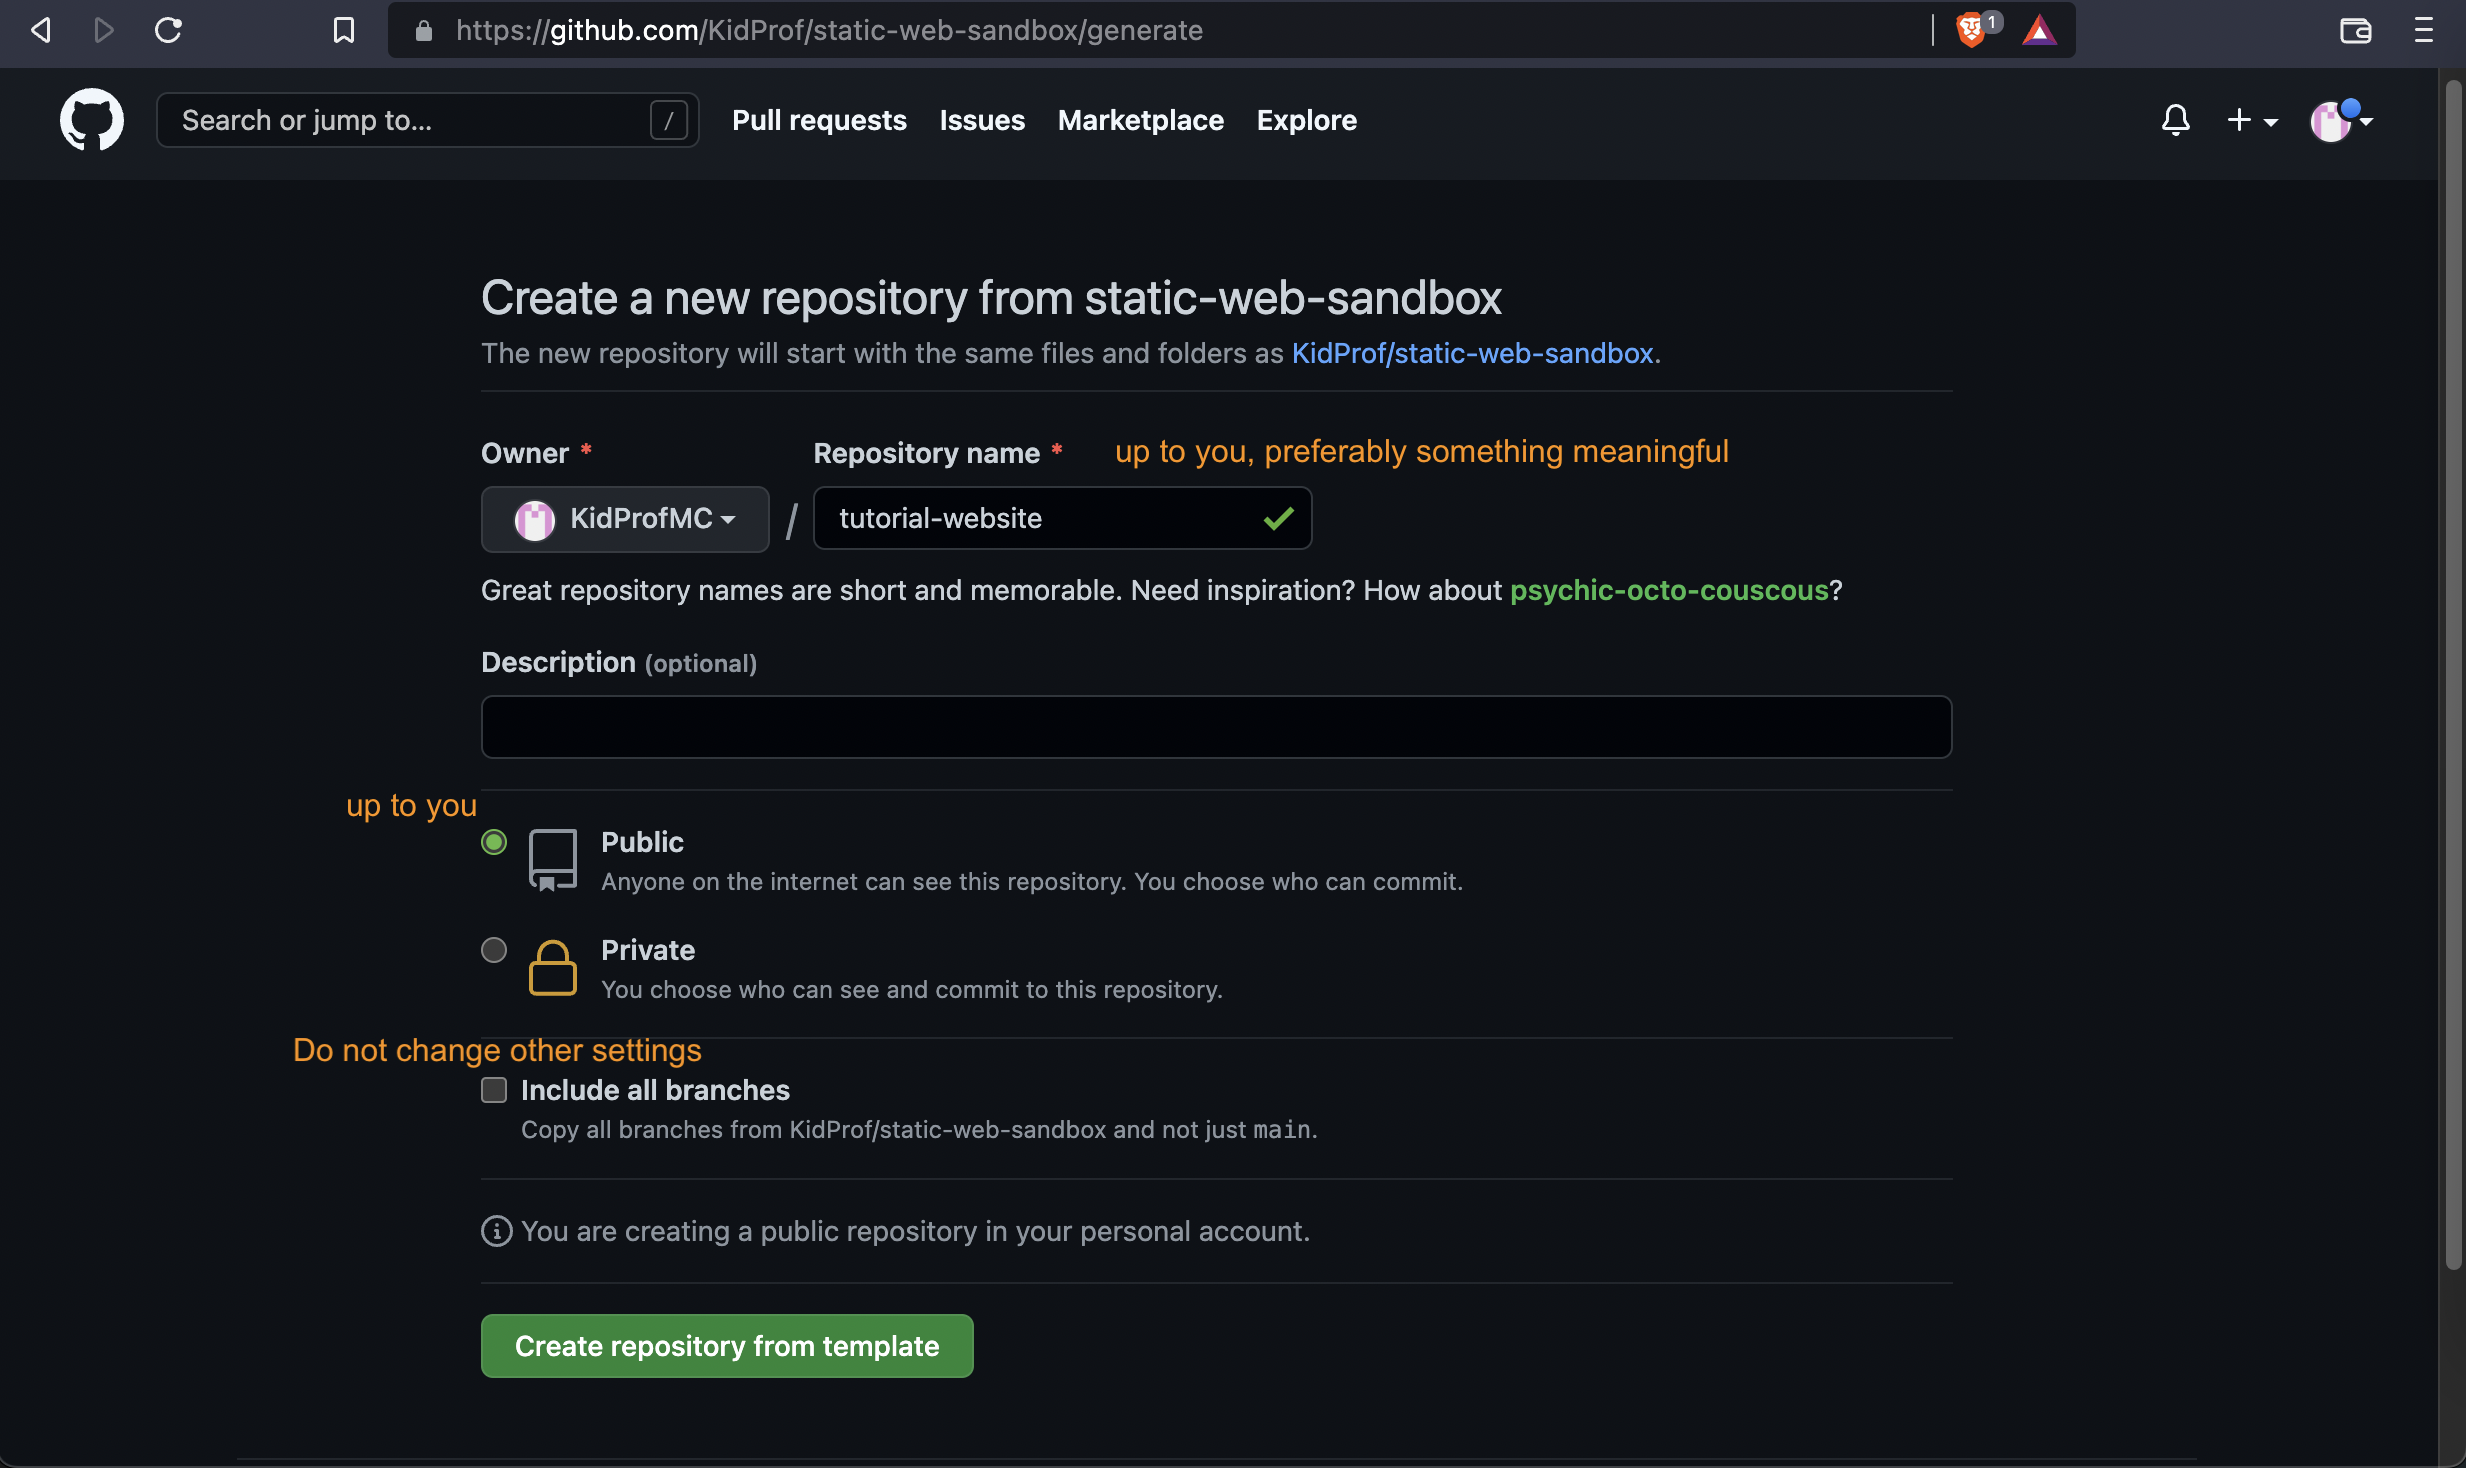 https://github.com/KidProf/static-web-sandbox/generate
1
Search or jump to...
/
Pull requests
Issues
Marketplace
Explore
Create a new repository from static-web-sandbox
The new repository will start with the same files and folders as KidProf/static-web-sandbox.
Owner *
Repository name *
up to you, preferably something meaningful
KidProfMC
/
tutorial-website
Great repository names are short and memorable. Need inspiration? How about psychic-octo-couscous?
Description (optional)
up to you
Public
Anyone on the internet can see this repository. You choose who can commit.
Private
You choose who can see and commit to this repository.
Do not change other settings
Include all branches
Copy all branches from KidProf/static-web-sandbox and not just main.
You are creating a public repository in your personal account.
Create repository from template